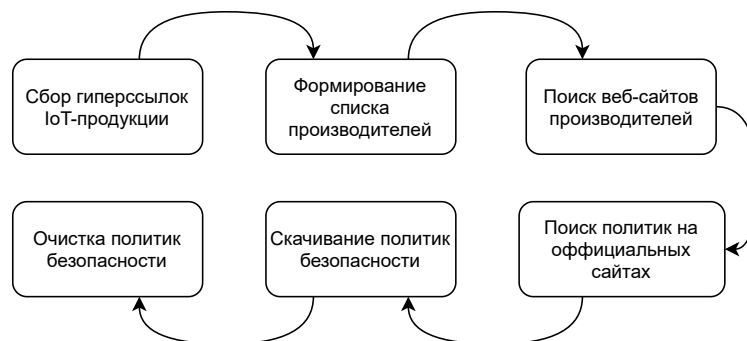 Сбор гиперссылок
IoT-продукции
Формирование
списка
производителей
Поиск веб-сайтов
производителей
Поиск политик на
оффициальных
сайтах
Скачивание политик
безопасности
Очистка политик
безопасности